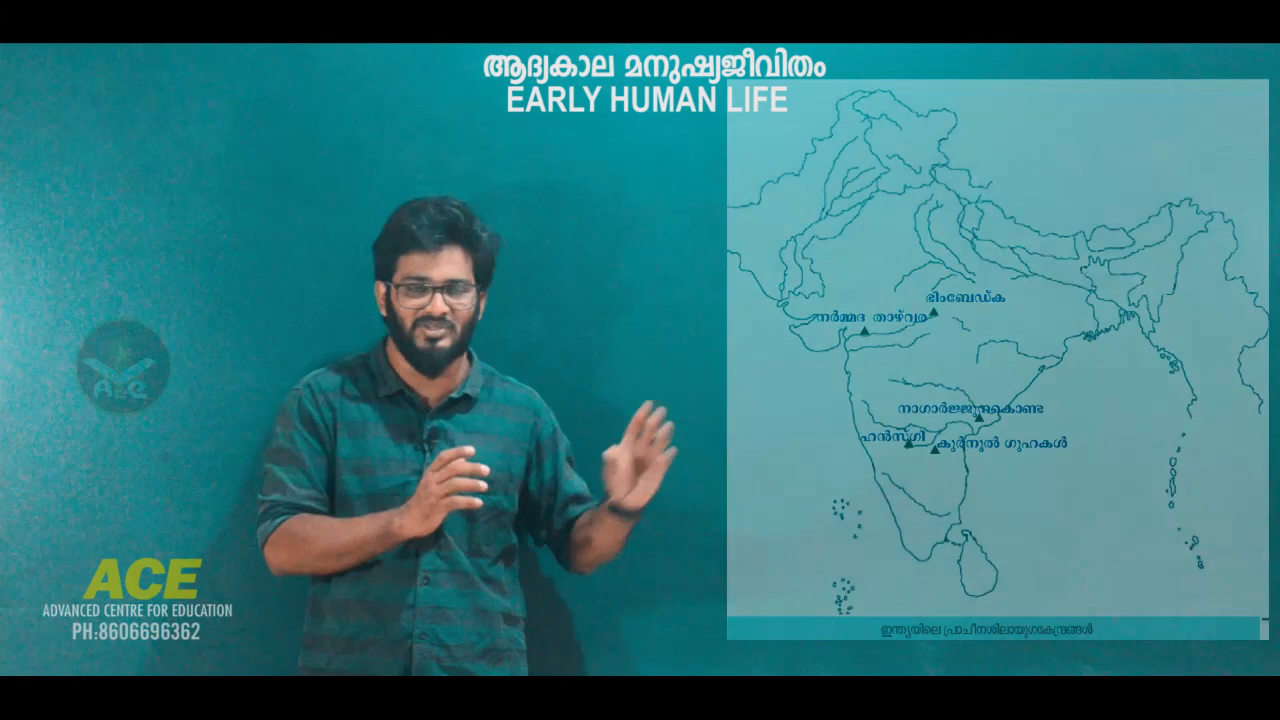 ആദ്യകാല മനുഷ്യജീവിതം
EARLY HUMAN LIFE
ഭിംബേഡ്ക
നർമ്മദ താഴ്വര
നാഗാർജ്ജുനകൊണ്ട
ഹൻസ്ഗി
കുർനൂൽ ഗുഹകൾ
ACE
ADVANCED CENTRE FOR EDUCATION
PH:8606696362
ഇന്ത്യയിലെ പ്രാചീനശിലായുഗകേന്ദ്രങ്ങൾ